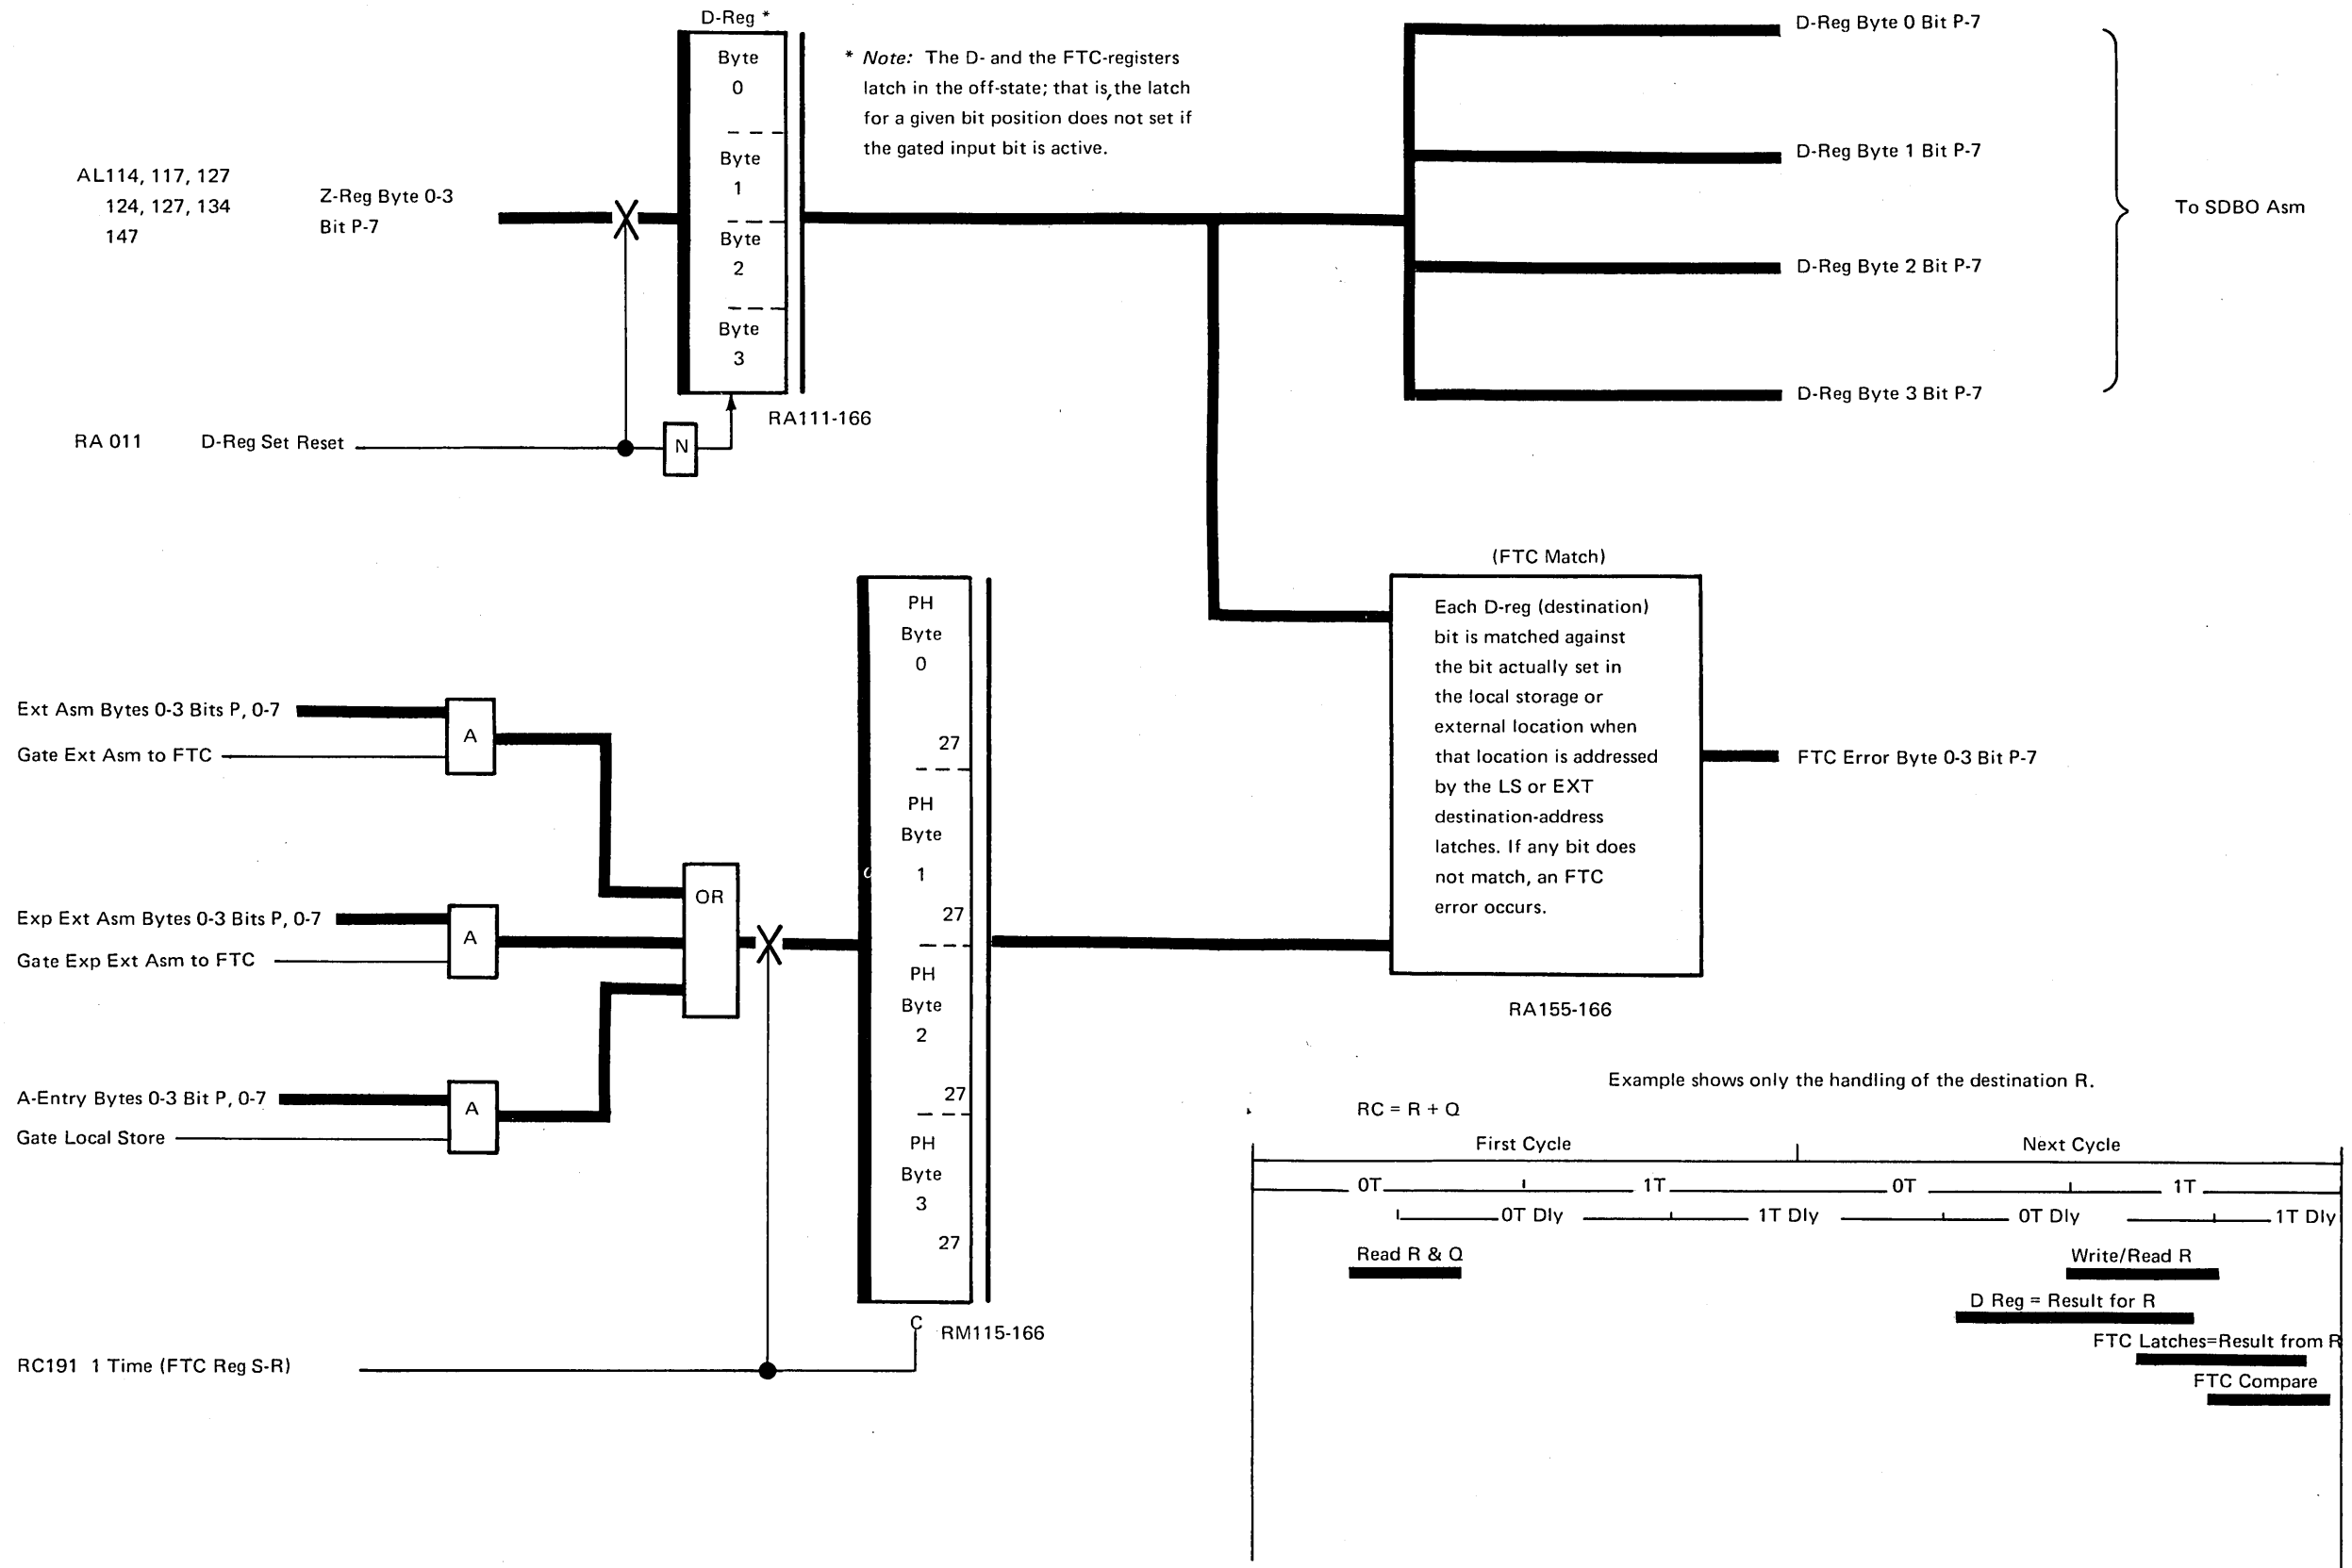 D-Reg *
Byte
0
Byte
1
Byte
2
Byte
3
* Note: The D- and the FTC-registers
latch in the off-state; that is, the latch
for a given bit position does not set if
the gated input bit is active.
AL114, 117, 127
124, 127, 134
147
Z-Reg Byte 0-3
Bit P-7
RA111-166
RA 011 D-Reg Set Reset
N
D-Reg Byte 0 Bit P-7
D-Reg Byte 1 Bit P-7
D-Reg Byte 2 Bit P-7
D-Reg Byte 3 Bit P-7
To SDBO Asm
(FTC Match)
Each D-reg (destination)
bit is matched against
the bit actually set in
the local storage or
external location when
that location is addressed
by the LS or EXT
destination-address
latches. If any bit does
not match, an FTC
error occurs.
FTC Error Byte 0-3 Bit P-7
RA155-166
Ext Asm Bytes 0-3 Bits P, 0-7
Gate Ext Asm to FTC
A
Exp Ext Asm Bytes 0-3 Bits P, 0-7
Gate Exp Ext Asm to FTC
A
A-Entry Bytes 0-3 Bit P, 0-7
Gate Local Store
A
OR
PH
Byte
0
27
PH
Byte
1
27
PH
Byte
2
27
PH
Byte
3
27
C
RM115-166
RC191 1 Time (FTC Reg S-R)
Example shows only the handling of the destination R.
RC = R + Q
First Cycle
Next Cycle
0T
1T
0T
1T
0T Dly
1T Dly
0T Dly
1T Dly
Read R & Q
Write/Read R
D Reg = Result for R
FTC Latches=Result from R
FTC Compare